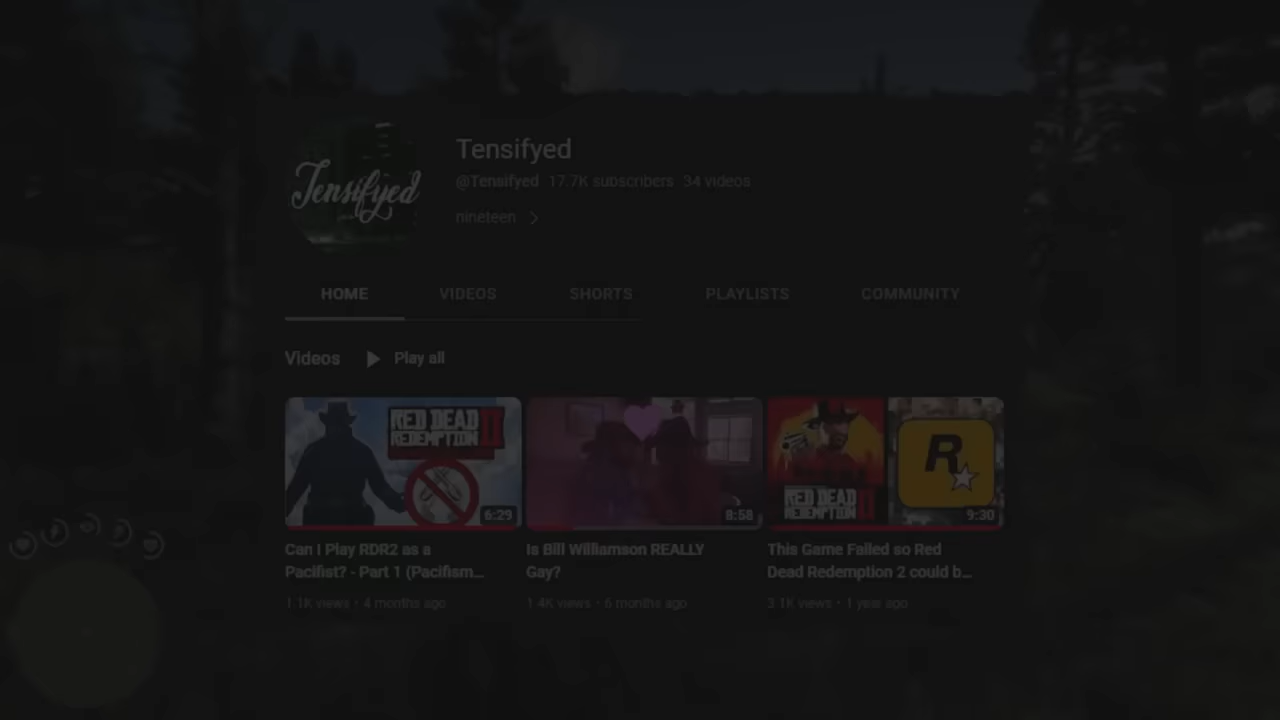 Tensifyed
Tensifyed
@Tensifyed 17.7K subscribers 34 videos
nineteen
HOME VIDEOS SHORTS PLAYLISTS COMMUNITY
Videos Play all
RED DEAD
REDEMPTION II
6:29
8:58
RED DEAD
REDEMPTION II
R
9:30
Can I Play RDR2 as a
Pacifist? - Part 1 (Pacifism...
1.1K views • 4 months ago
Is Bill Williamson REALLY
Gay?
1.4K views • 6 months ago
This Game Failed so Red
Dead Redemption 2 could b...
3.1K views • 1 year ago